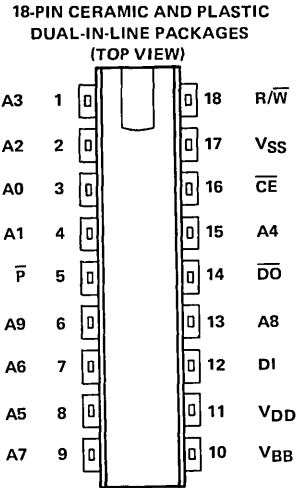 18-PIN CERAMIC AND PLASTIC
DUAL-IN-LINE PACKAGES
(TOP VIEW)
A3 1 18 R/W̅
A2 2 17 VSS
A0 3 16 C̅E̅
A1 4 15 A4
P̅ 5 14 D̅O̅
A9 6 13 A8
A6 7 12 DI
A5 8 11 VDD
A7 9 10 VBB